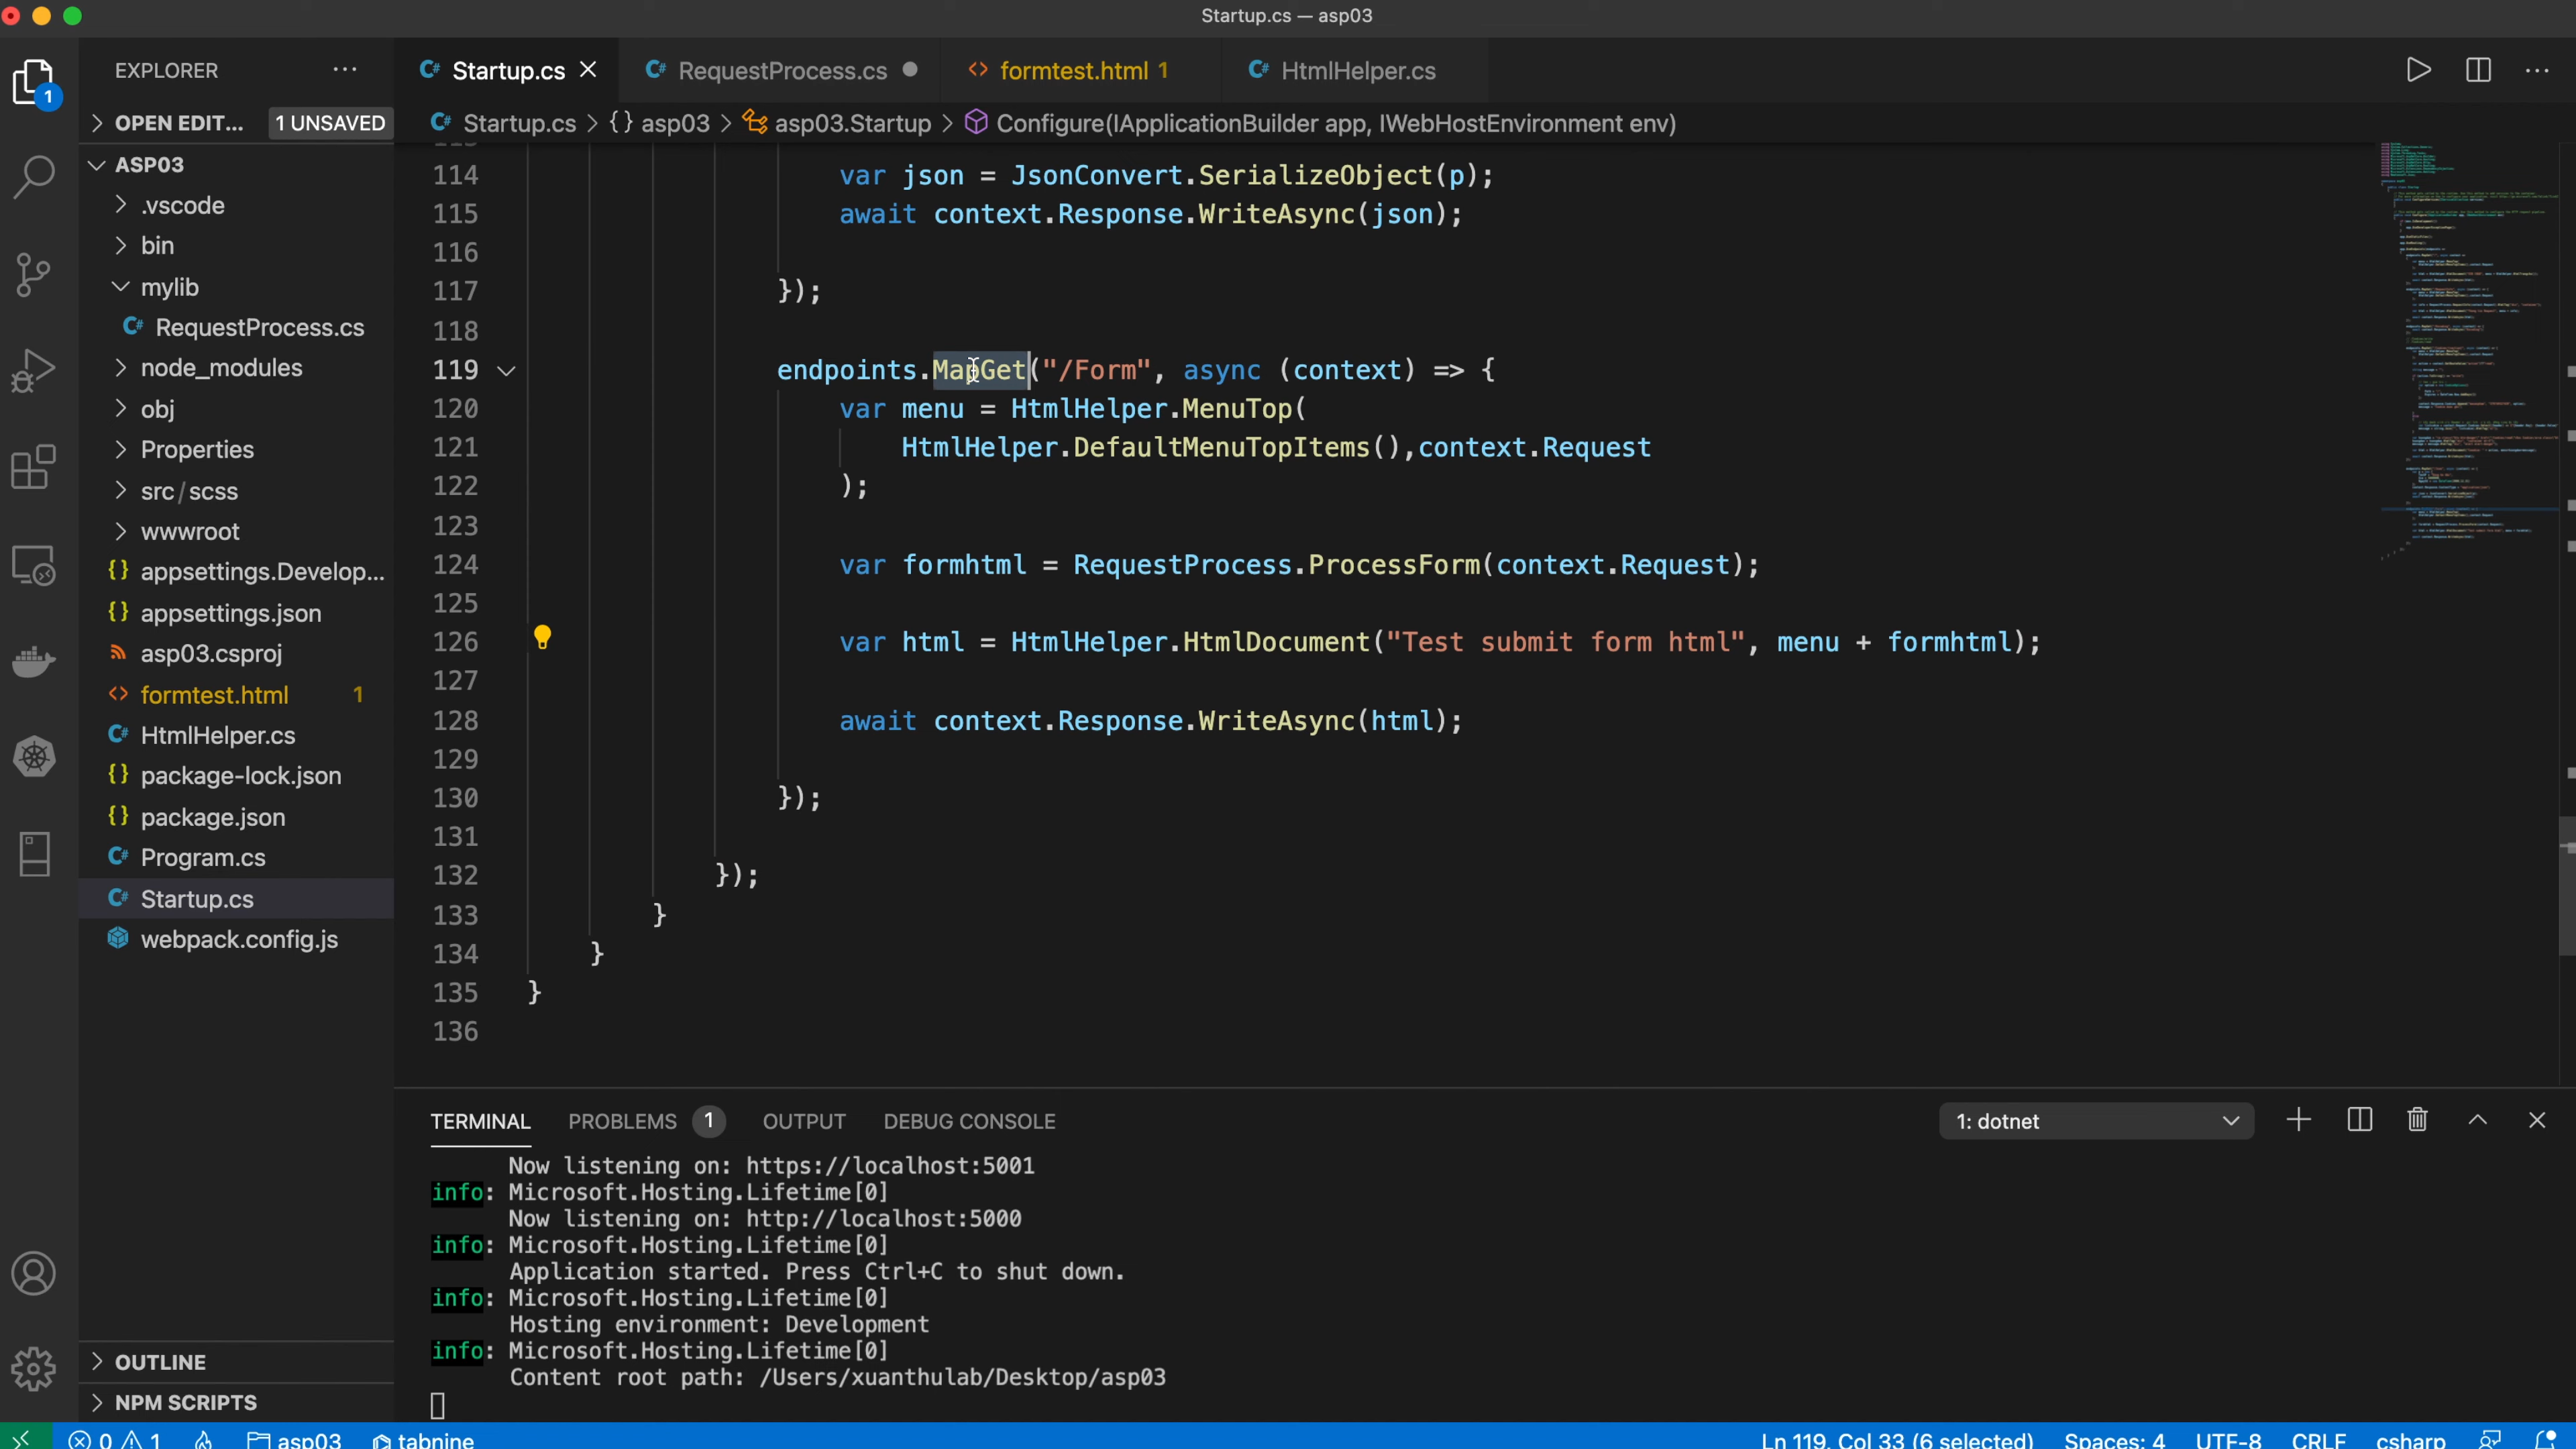 Startup.cs — asp03
EXPLORER
Startup.cs
RequestProcess.cs
formtest.html 1
HtmlHelper.cs
1
OPEN EDIT... 1 UNSAVED
Startup.cs > {} asp03 > asp03.Startup > Configure(IApplicationBuilder app, IWebHostEnvironment env)
ASP03
.vscode
bin
mylib
RequestProcess.cs
node_modules
obj
Properties
src/scss
wwwroot
{} appsettings.Develop...
{} appsettings.json
asp03.csproj
<> formtest.html 1
HtmlHelper.cs
{} package-lock.json
{} package.json
Program.cs
Startup.cs
webpack.config.js
OUTLINE
NPM SCRIPTS
114 var json = JsonConvert.SerializeObject(p);
115 await context.Response.WriteAsync(json);
116
117 });
118
119 endpoints.MapGet("/Form", async (context) => {
120 var menu = HtmlHelper.MenuTop(
121 HtmlHelper.DefaultMenuTopItems(),context.Request
122 );
123
124 var formhtml = RequestProcess.ProcessForm(context.Request);
125
126 var html = HtmlHelper.HtmlDocument("Test submit form html", menu + formhtml);
127
128 await context.Response.WriteAsync(html);
129
130 });
131
132 });
133 }
134 }
135 }
136
TERMINAL PROBLEMS 1 OUTPUT DEBUG CONSOLE 1: dotnet
Now listening on: https://localhost:5001
info: Microsoft.Hosting.Lifetime[0]
Now listening on: http://localhost:5000
info: Microsoft.Hosting.Lifetime[0]
Application started. Press Ctrl+C to shut down.
info: Microsoft.Hosting.Lifetime[0]
Hosting environment: Development
info: Microsoft.Hosting.Lifetime[0]
Content root path: /Users/xuanthulab/Desktop/asp03
0 1 asp03 tabnine Ln 119, Col 33 (6 selected) Spaces: 4 UTF-8 CRLF csharp